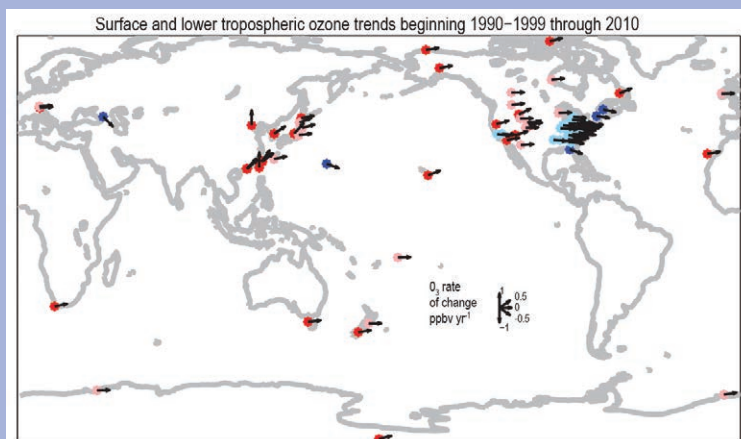 Surface and lower tropospheric ozone trends beginning 1990−1999 through 2010
O₃ rate
of change
ppbv yr⁻¹
1
0.5
0
-0.5
−1